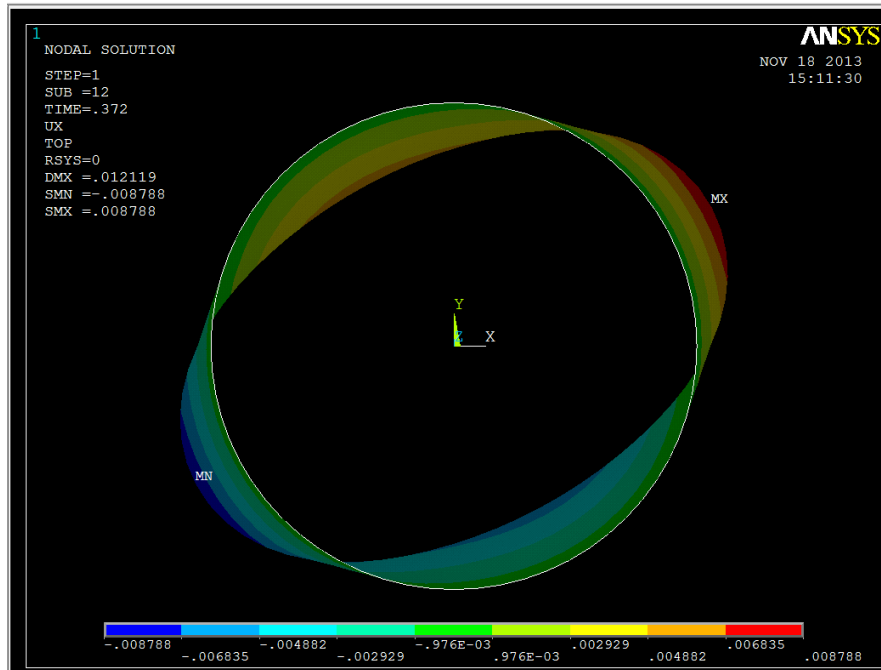 1
ANSYS
NODAL SOLUTION
NOV 18 2013
15:11:30
STEP=1
SUB =12
TIME=.372
UX
TOP
RSYS=0
DMX =.012119
SMN =-.008788
SMX =.008788
MX
Y
Z X
MN
-.008788 -.004882 -.976E-03 .002929 .006835
-.006835 -.002929 .976E-03 .004882 .008788